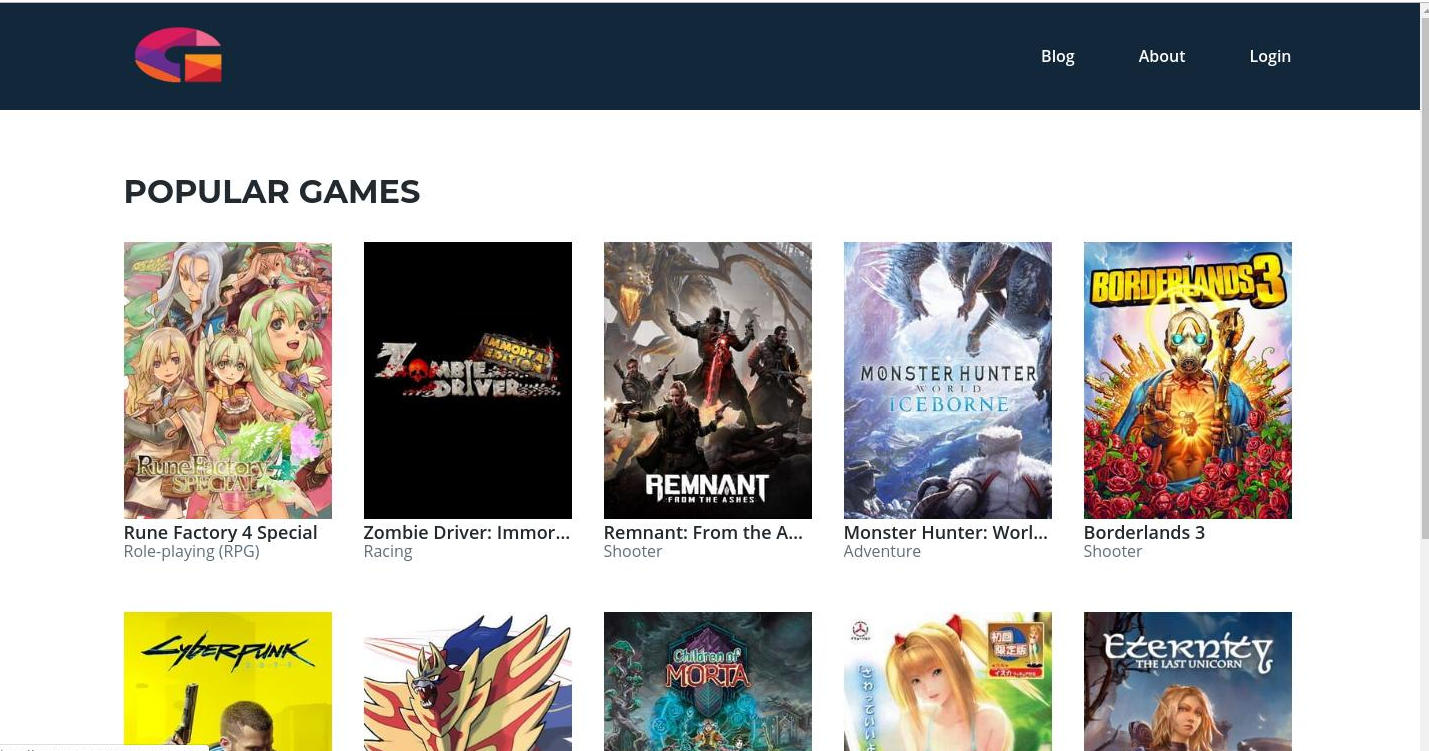 Blog About Login
POPULAR GAMES
Rune Factory 4
SPECIAL
IMMORTAL
EDITION
ZOMBIE
DRIVER
REMNANT
FROM THE ASHES
MONSTER HUNTER
WORLD
ICEBORNE
BORDERLANDS 3
Rune Factory 4 Special
Zombie Driver: Immor...
Remnant: From the A...
Monster Hunter: Worl...
Borderlands 3
Role-playing (RPG)
Racing
Shooter
Adventure
Shooter
CYBERPUNK
2077
Children of
MORTA
初回
限定版
ETERNITY
THE LAST UNICORN